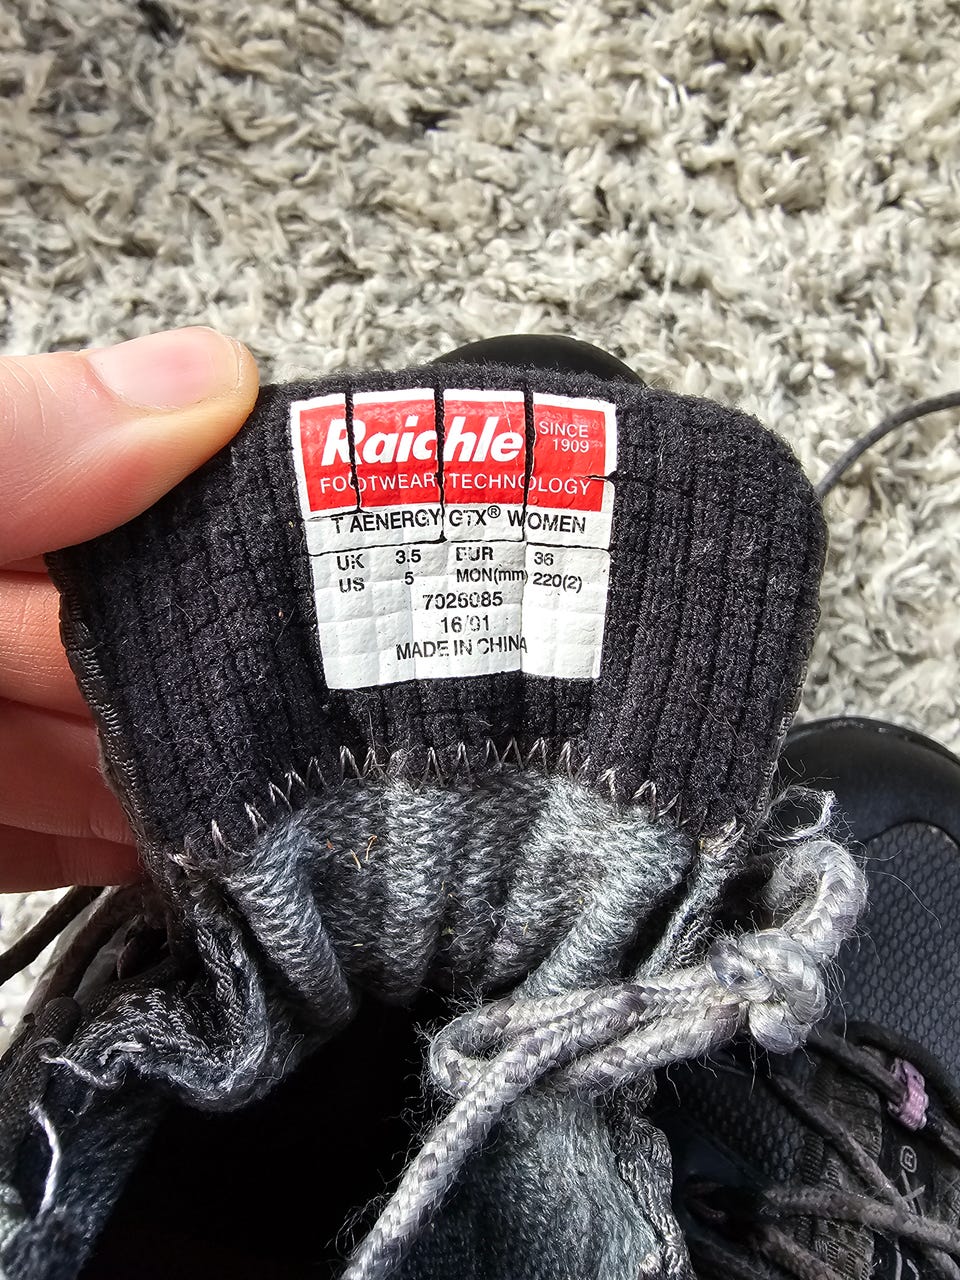 Raichle SINCE 1909
FOOTWEAR TECHNOLOGY
T AENERGY GTX® WOMEN
UK 3.5 EUR 36
US 5 MON(mm) 220(2)
7026085
16/01
MADE IN CHINA
®